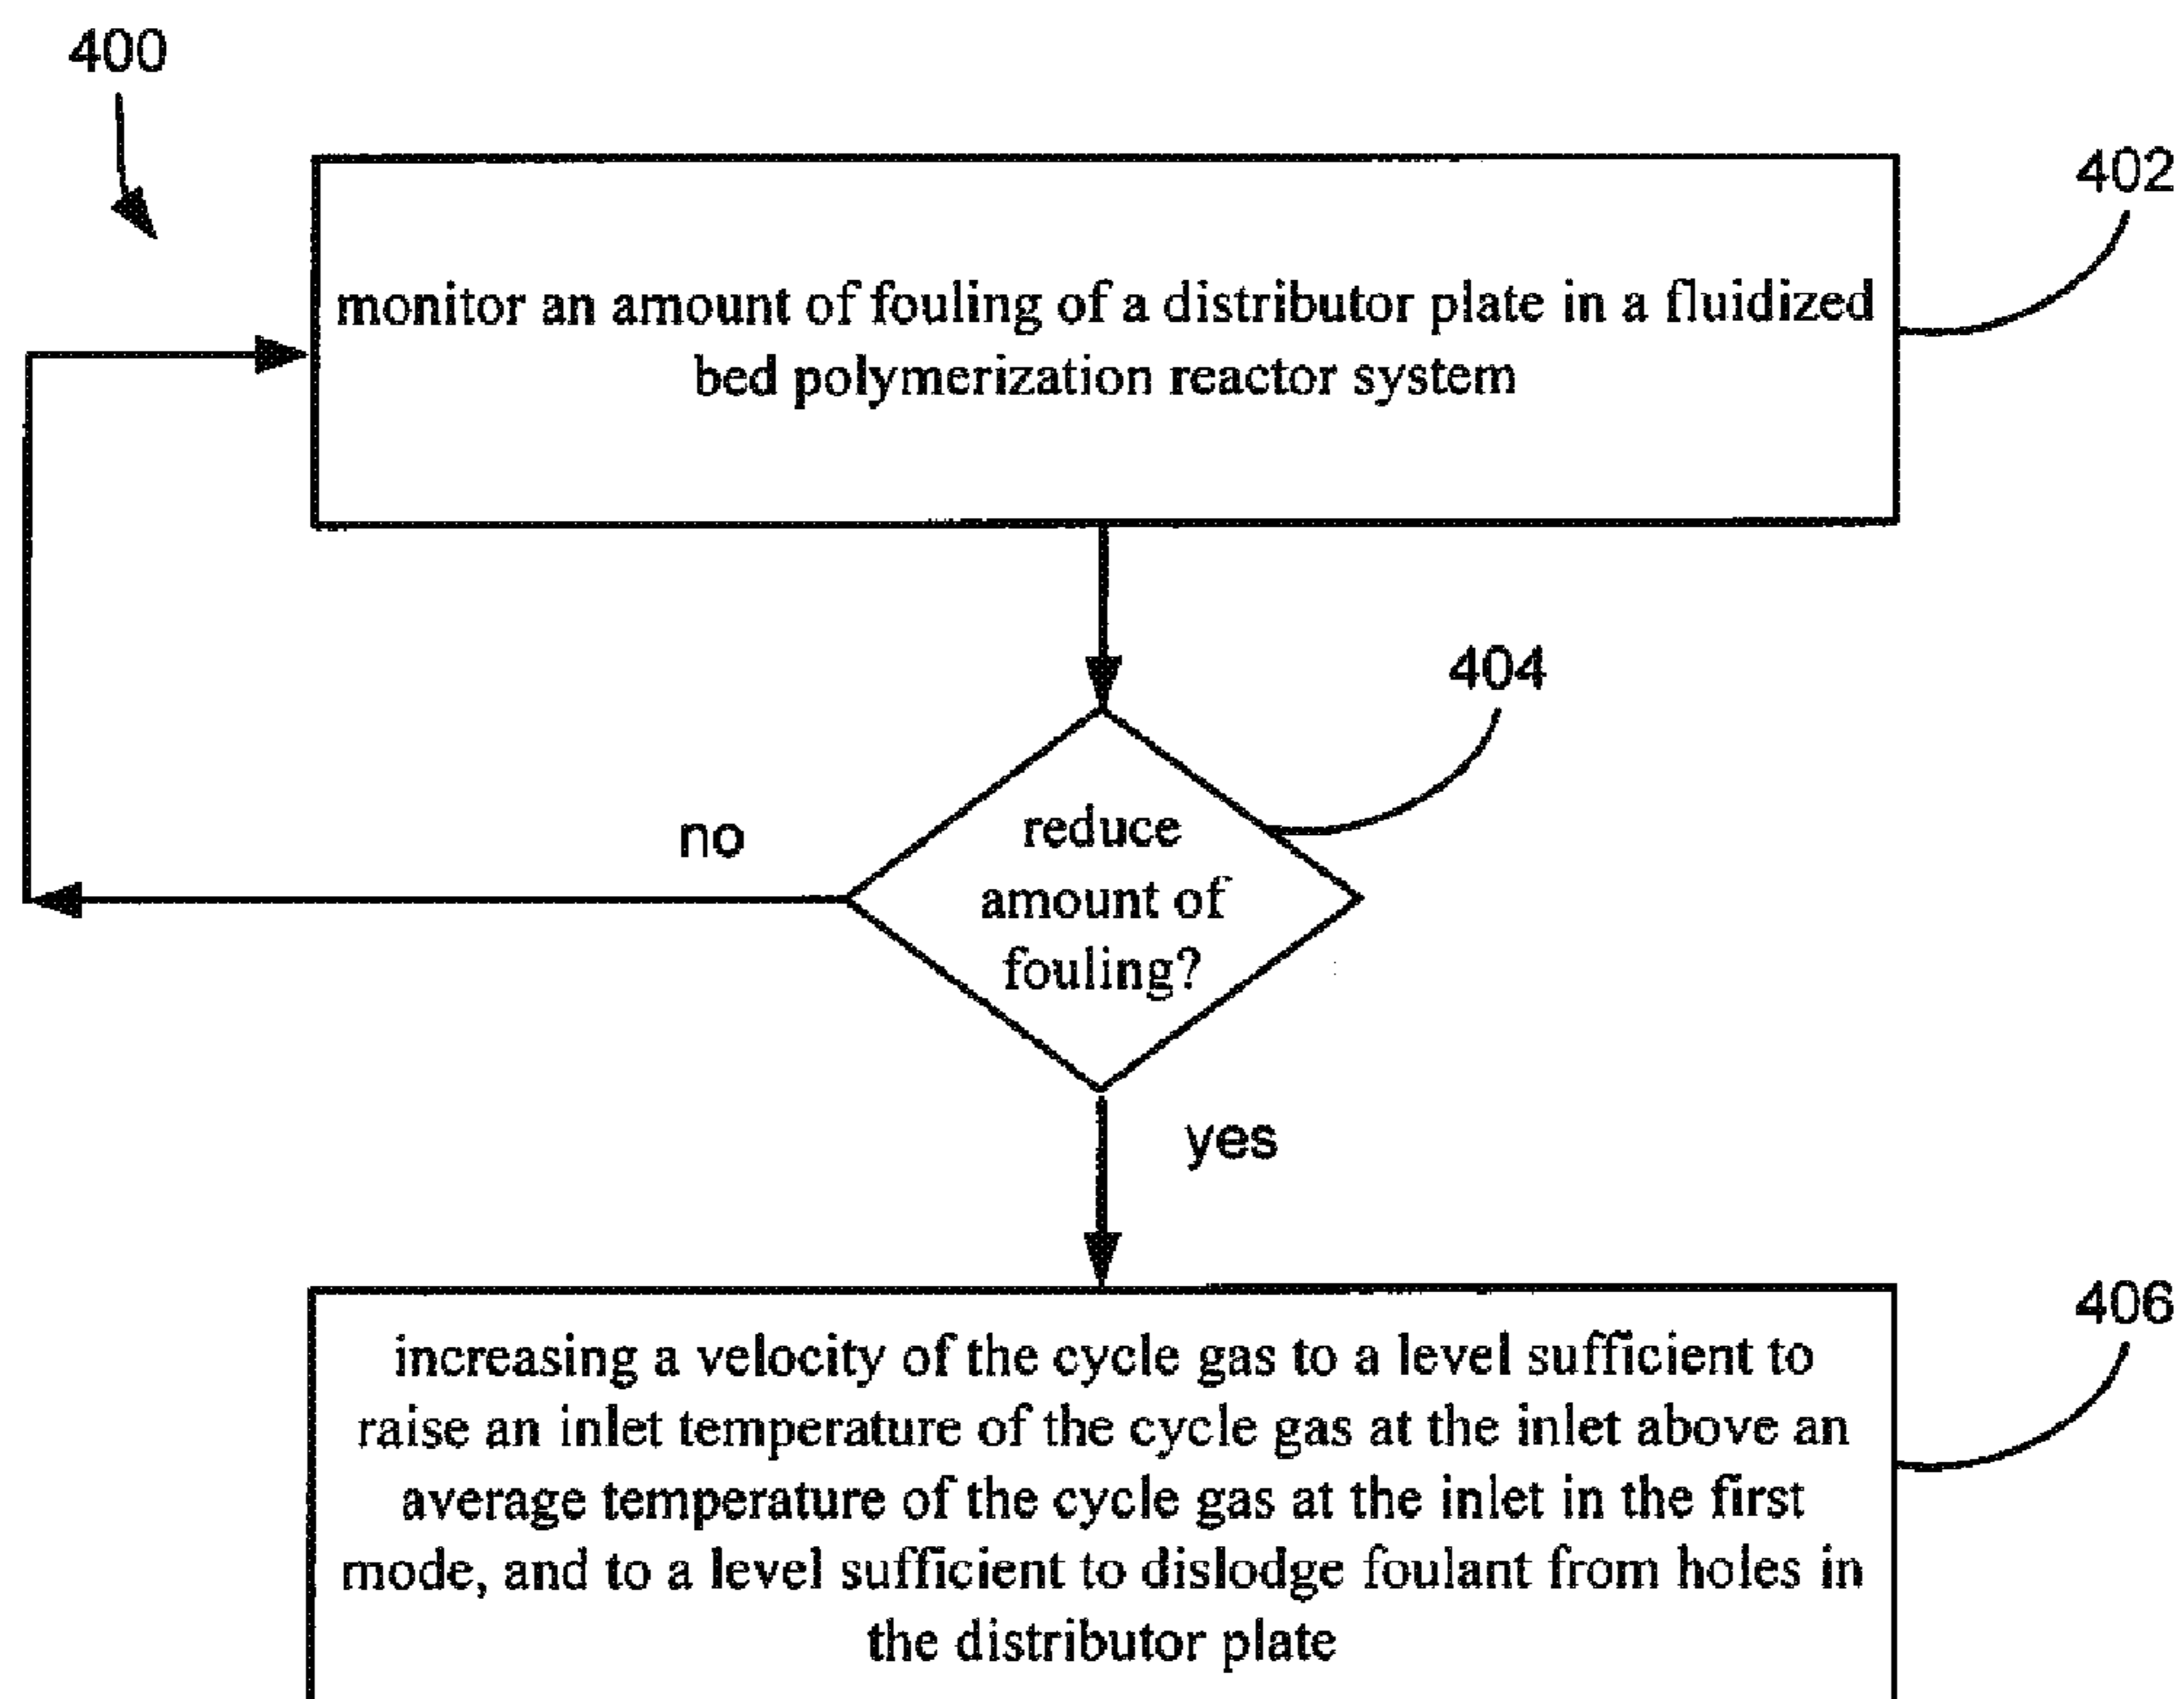 400
402
monitor an amount of fouling of a distributor plate in a fluidized
bed polymerization reactor system
404
reduce
amount of
fouling?
no
yes
406
increasing a velocity of the cycle gas to a level sufficient to
raise an inlet temperature of the cycle gas at the inlet above an
average temperature of the cycle gas at the inlet in the first
mode, and to a level sufficient to dislodge foulant from holes in
the distributor plate